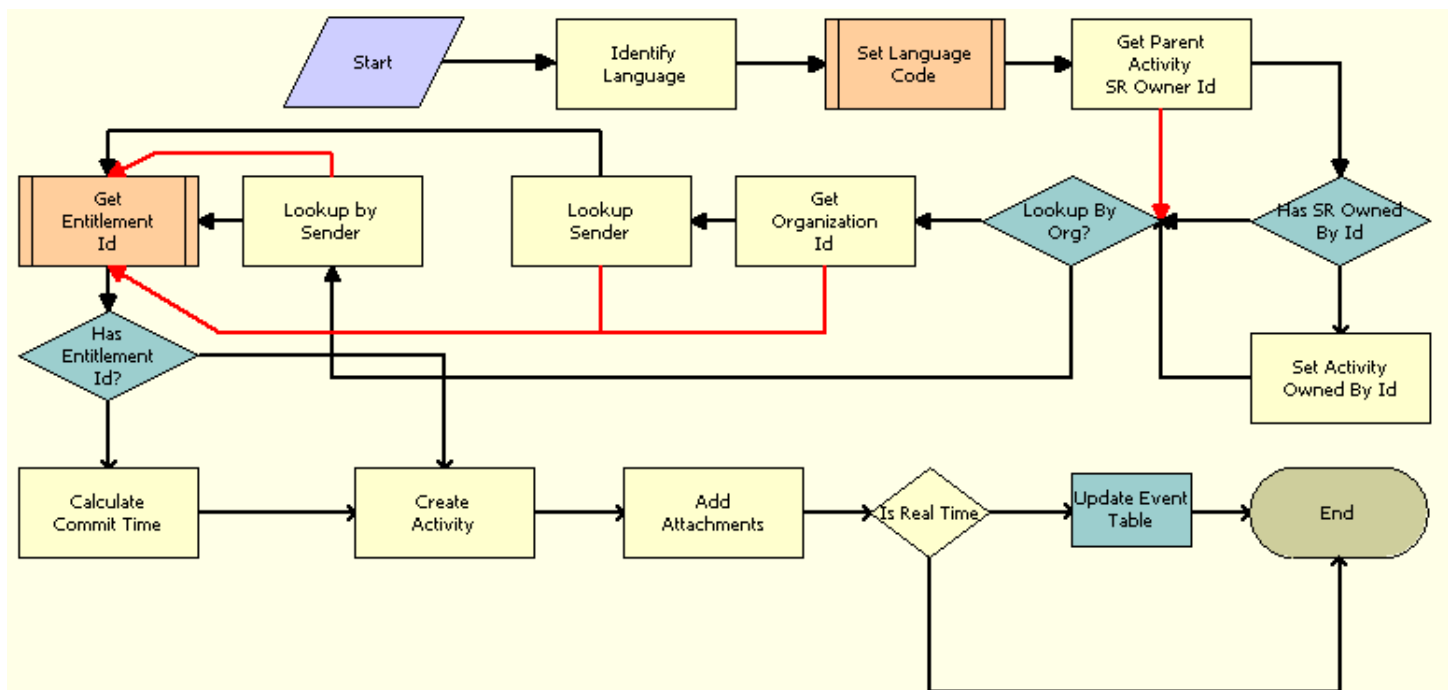 Start
Identify
Language
Set Language
Code
Get Parent
Activity
SR Owner Id
Get
Entitlement
Id
Lookup by
Sender
Lookup
Sender
Get
Organization
Id
Lookup By
Org?
Has SR Owned
By Id
Has
Entitlement
Id?
Set Activity
Owned By Id
Calculate
Commit Time
Create
Activity
Add
Attachments
Is Real Time
Update Event
Table
End